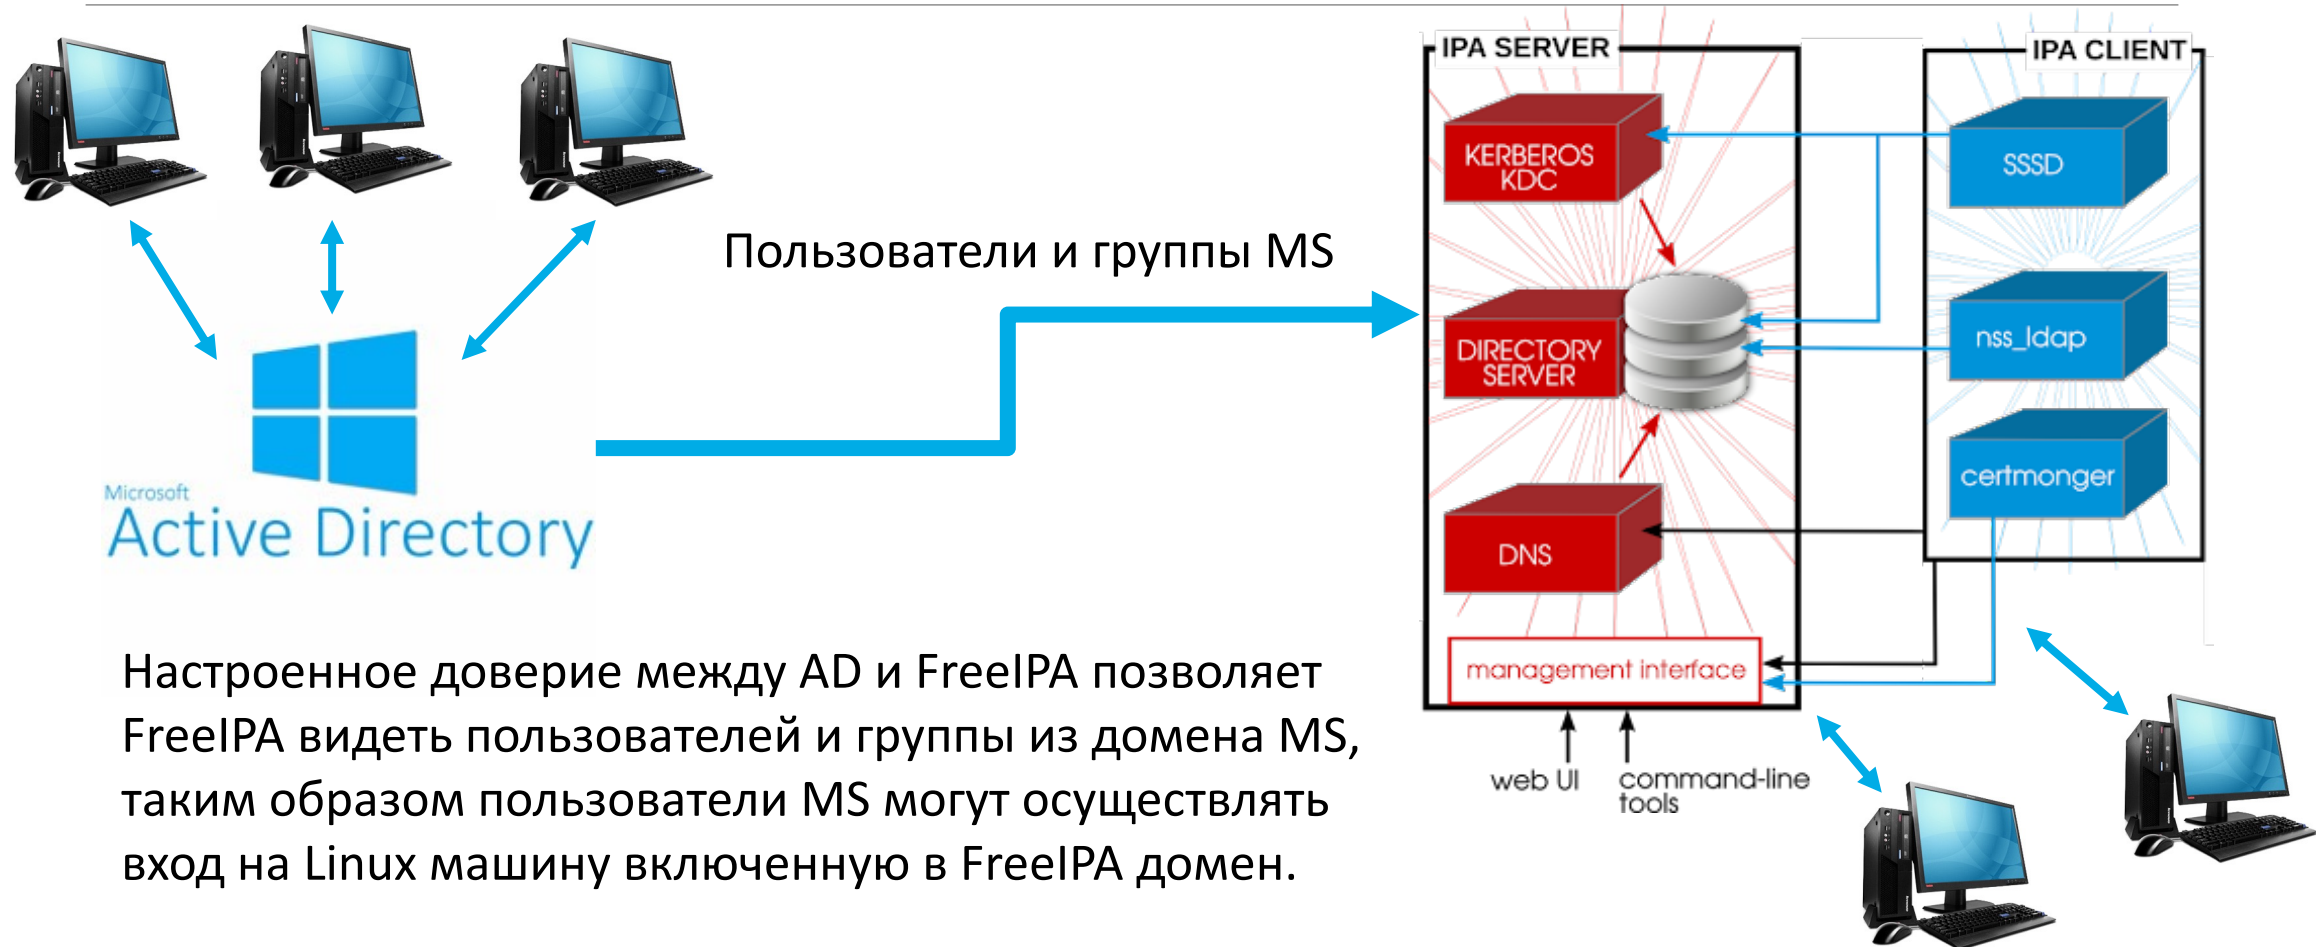 IPA SERVER
IPA CLIENT
KERBEROS
KDC
SSSD
Пользователи и группы MS
DIRECTORY
SERVER
nss_ldap
certmonger
Microsoft
Active Directory
DNS
management interface
web UI
command-line
tools
Настроенное доверие между AD и FreeIPA позволяет
FreeIPA видеть пользователей и группы из домена MS,
таким образом пользователи MS могут осуществлять
вход на Linux машину включенную в FreeIPA домен.